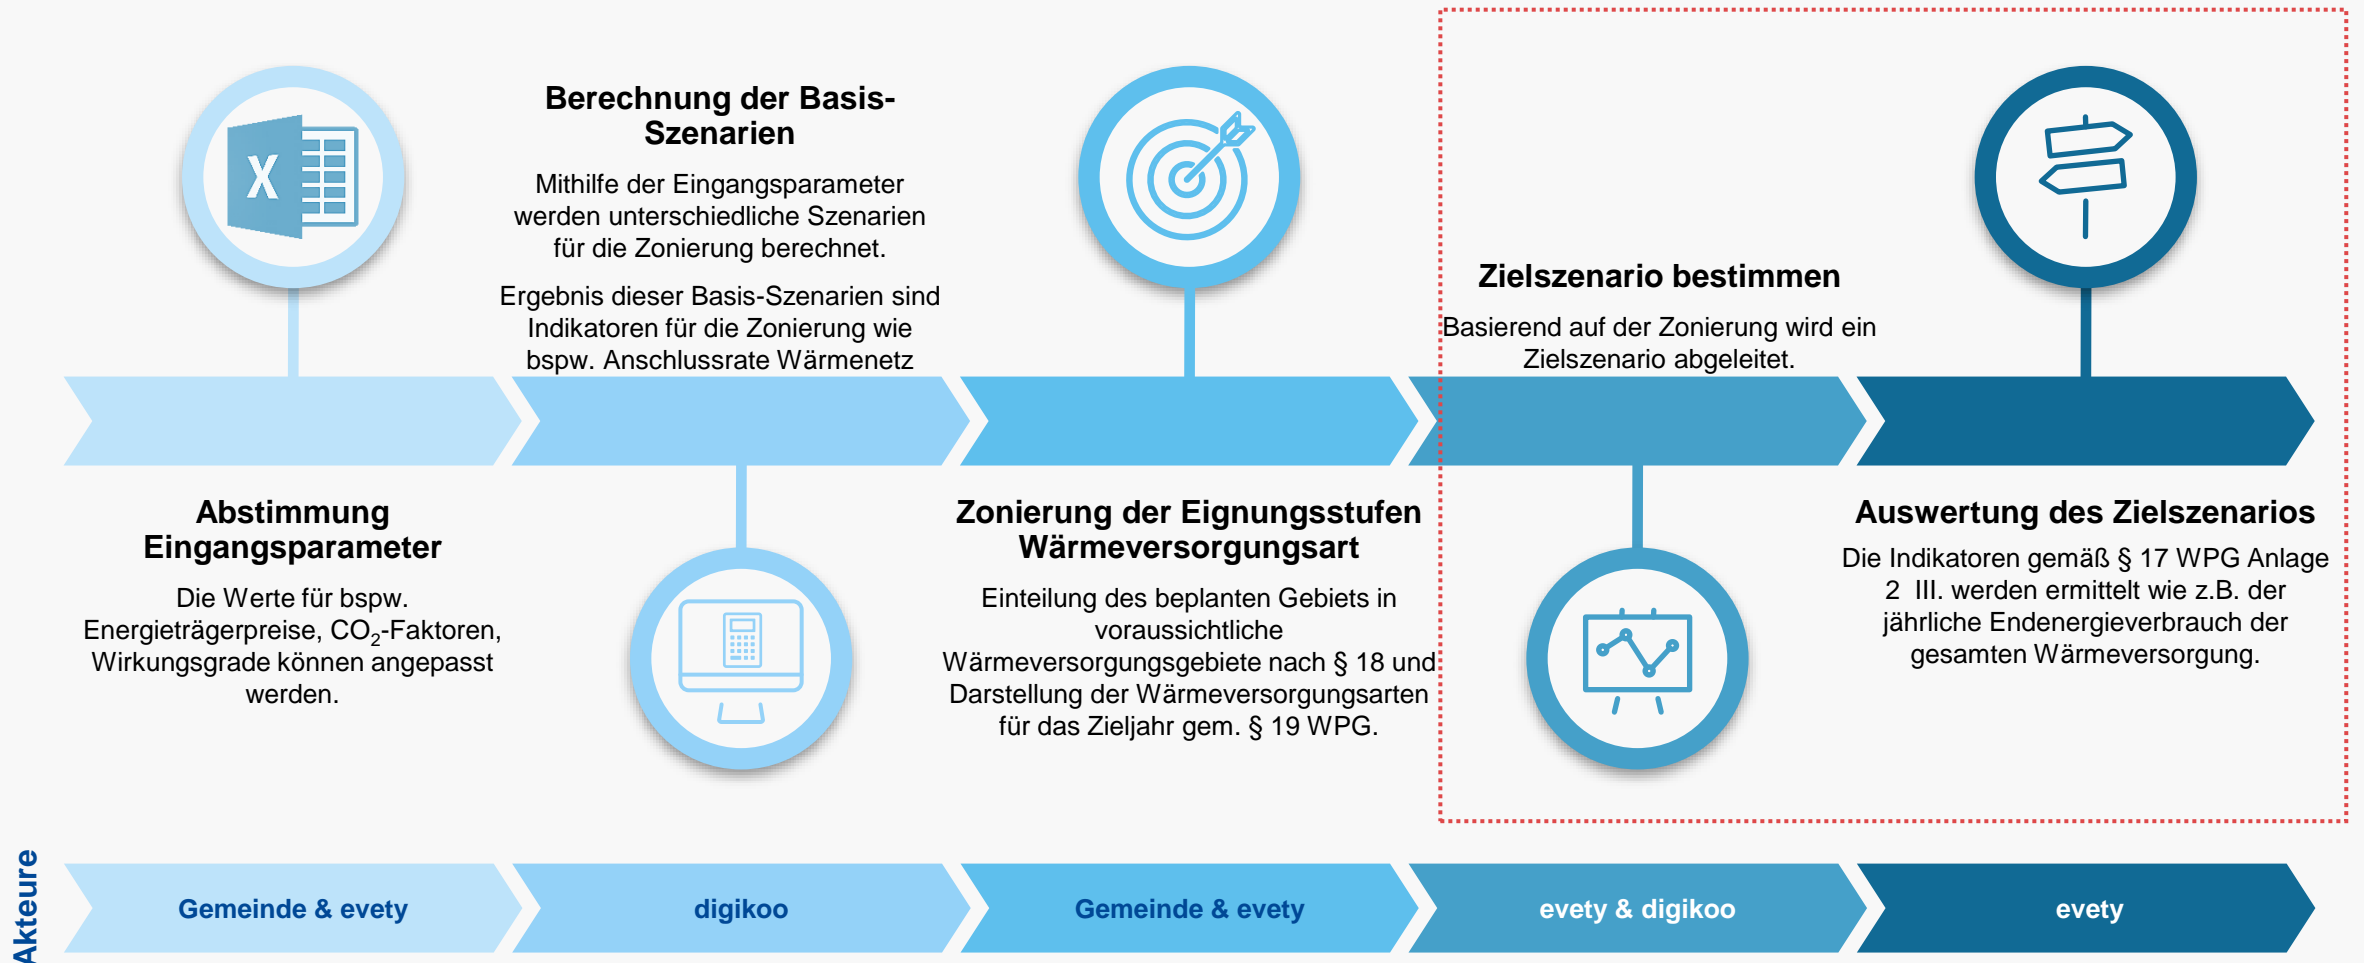 X
Abstimmung
Eingangsparameter
Die Werte für bspw.
Energieträgerpreise, CO₂-Faktoren,
Wirkungsgrade können angepasst
werden.
Berechnung der Basis-
Szenarien
Mithilfe der Eingangsparameter
werden unterschiedliche Szenarien
für die Zonierung berechnet.
Ergebnis dieser Basis-Szenarien sind
Indikatoren für die Zonierung wie
bspw. Anschlussrate Wärmenetz
Zonierung der Eignungsstufen
Wärmeversorgungsart
Einteilung des beplanten Gebiets in
voraussichtliche
Wärmeversorgungsgebiete nach § 18 und
Darstellung der Wärmeversorgungsarten
für das Zieljahr gem. § 19 WPG.
Zielszenario bestimmen
Basierend auf der Zonierung wird ein
Zielszenario abgeleitet.
Auswertung des Zielszenarios
Die Indikatoren gemäß § 17 WPG Anlage
2 III. werden ermittelt wie z.B. der
jährliche Endenergieverbrauch der
gesamten Wärmeversorgung.
Akteure
Gemeinde & evety
digikoo
Gemeinde & evety
evety & digikoo
evety